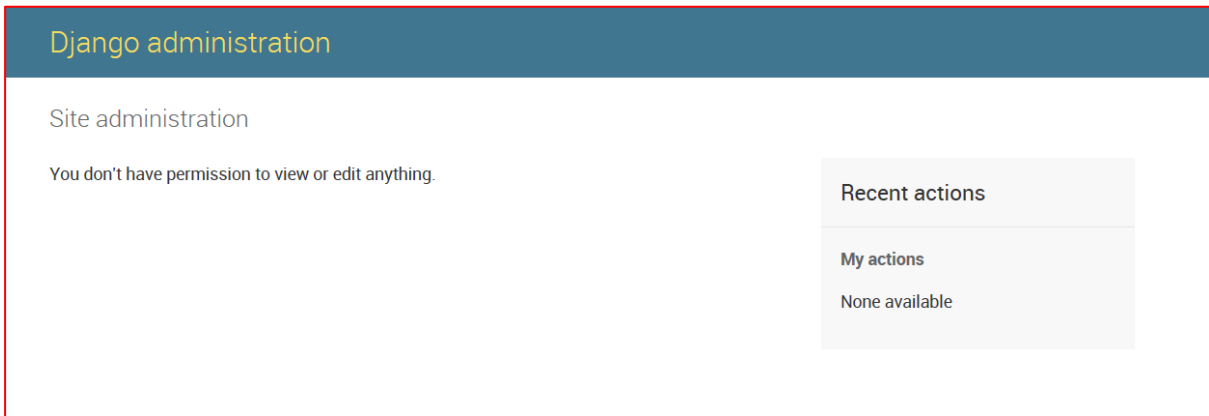 Django administration
Site administration
You don't have permission to view or edit anything.
Recent actions
My actions
None available